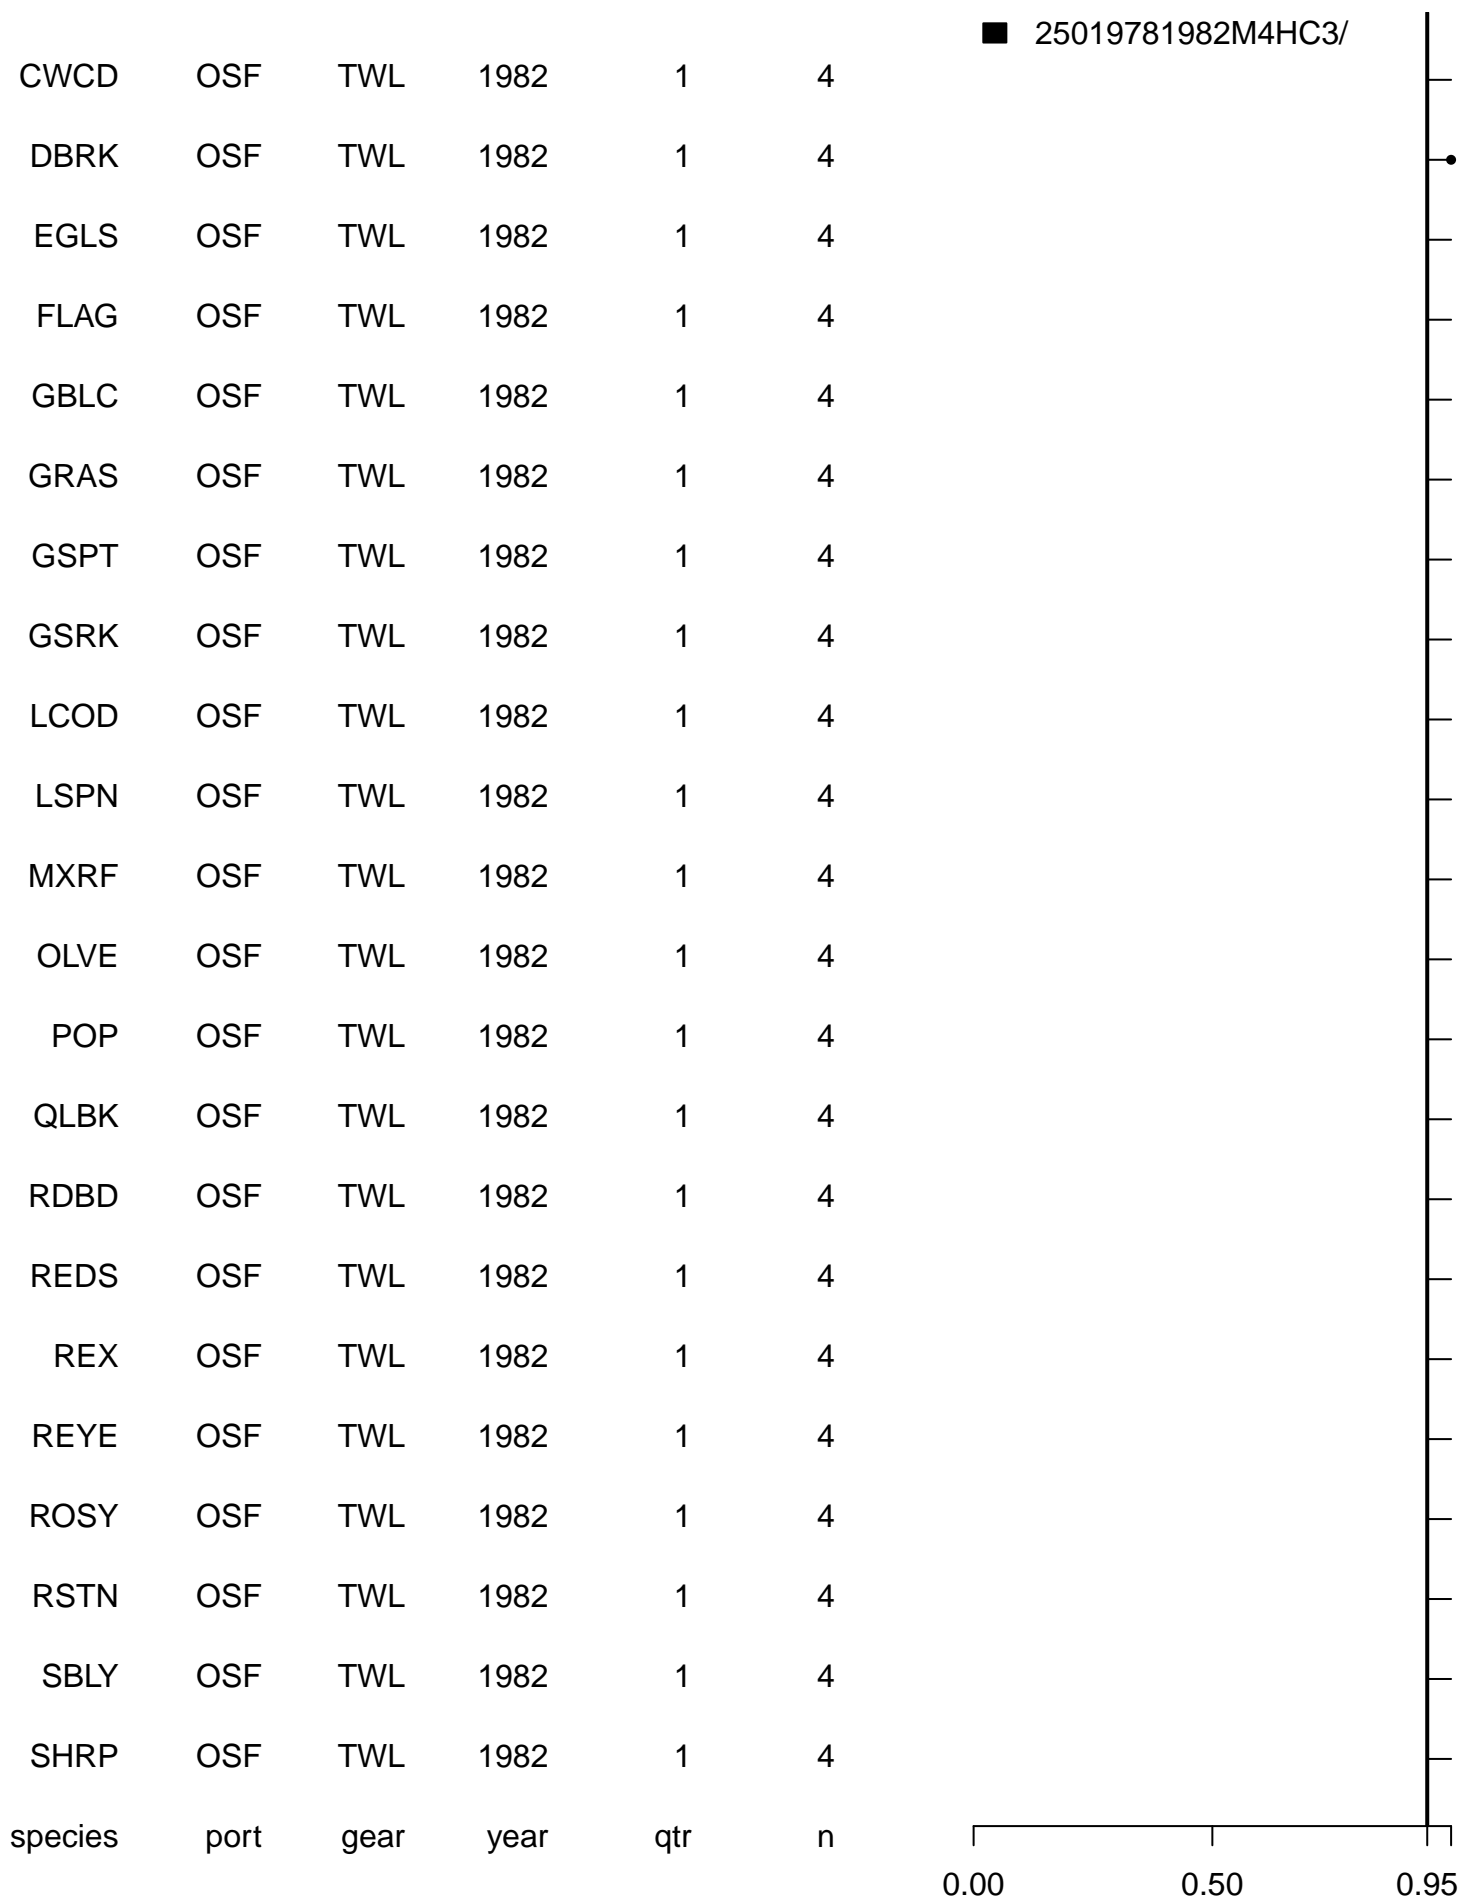 25019781982M4HC3/
CWCD OSF TWL 1982 1 4
DBRK OSF TWL 1982 1 4
EGLS OSF TWL 1982 1 4
FLAG OSF TWL 1982 1 4
GBLC OSF TWL 1982 1 4
GRAS OSF TWL 1982 1 4
GSPT OSF TWL 1982 1 4
GSRK OSF TWL 1982 1 4
LCOD OSF TWL 1982 1 4
LSPN OSF TWL 1982 1 4
MXRF OSF TWL 1982 1 4
OLVE OSF TWL 1982 1 4
POP OSF TWL 1982 1 4
QLBK OSF TWL 1982 1 4
RDBD OSF TWL 1982 1 4
REDS OSF TWL 1982 1 4
REX OSF TWL 1982 1 4
REYE OSF TWL 1982 1 4
ROSY OSF TWL 1982 1 4
RSTN OSF TWL 1982 1 4
SBLY OSF TWL 1982 1 4
SHRP OSF TWL 1982 1 4
species port gear year qtr n
0.00 0.50 0.95